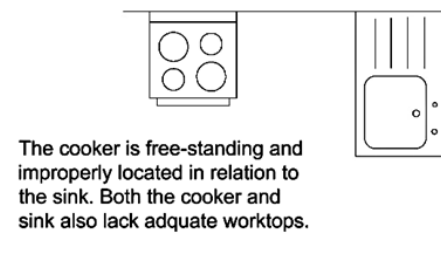 The cooker is free-standing and
improperly located in relation to
the sink. Both the cooker and
sink also lack adquate worktops.